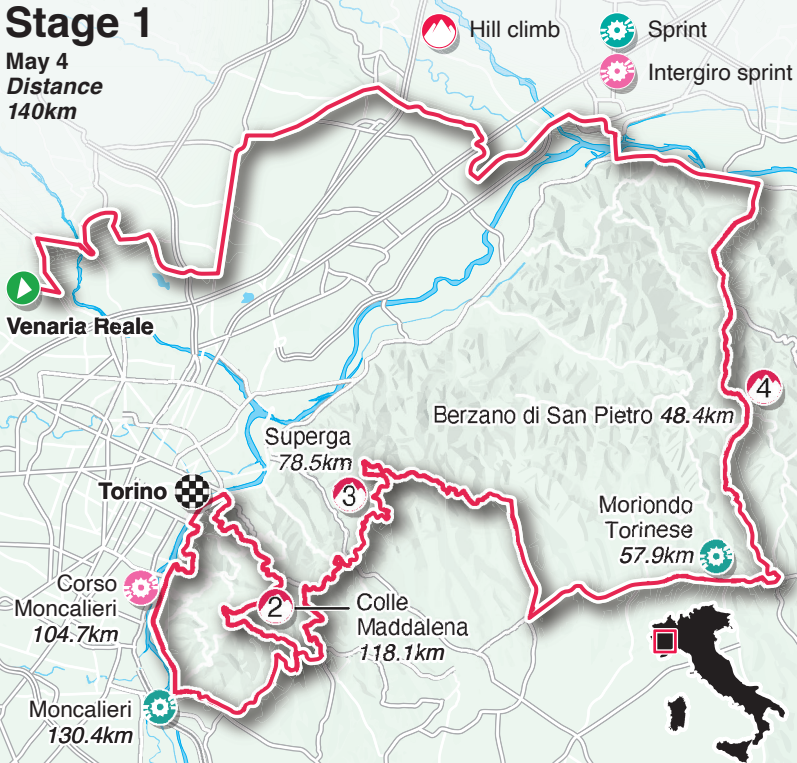 Stage 1
May 4
Distance
140km
Hill climb
Sprint
Intergiro sprint
Venaria Reale
4
Berzano di San Pietro 48.4km
Superga
78.5km
3
Torino
Moriondo
Torinese
57.9km
Corso
Moncalieri
104.7km
2
Colle
Maddalena
118.1km
Moncalieri
130.4km